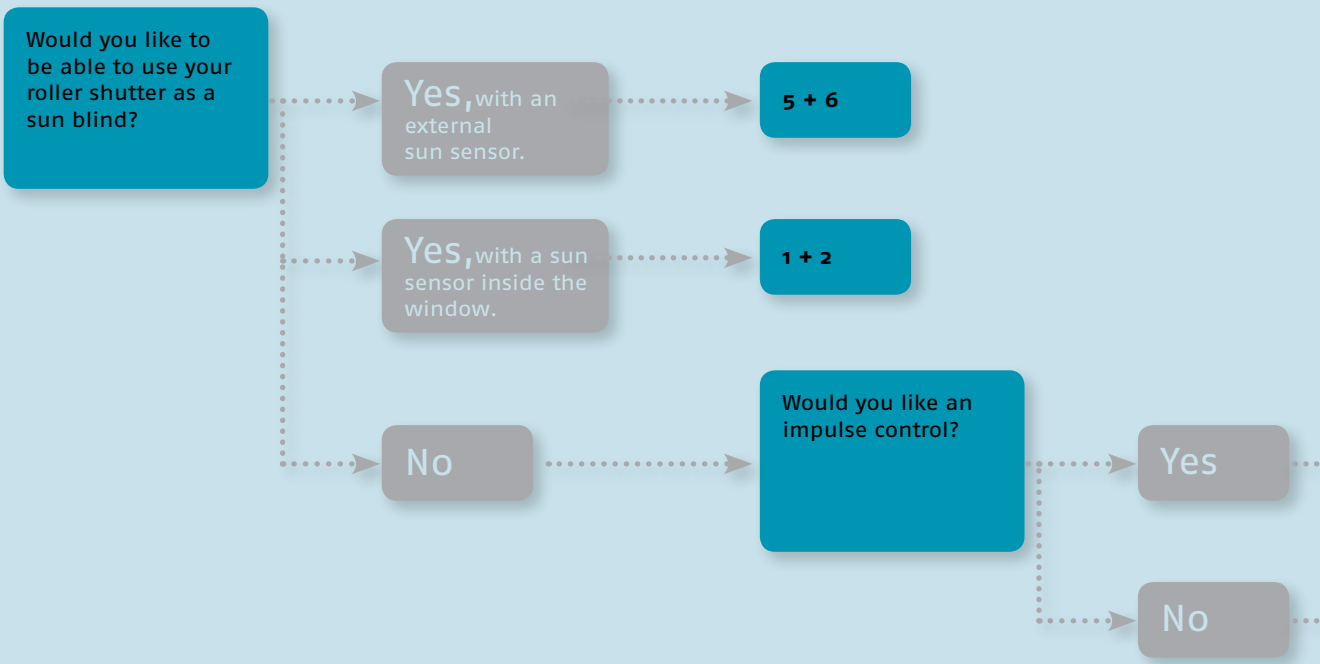 Would you like to
be able to use your
roller shutter as a
sun blind?
Yes, with an
external
sun sensor.
5 + 6
Yes, with a sun
sensor inside the
window.
1 + 2
No
Would you like an
impulse control?
Yes
No